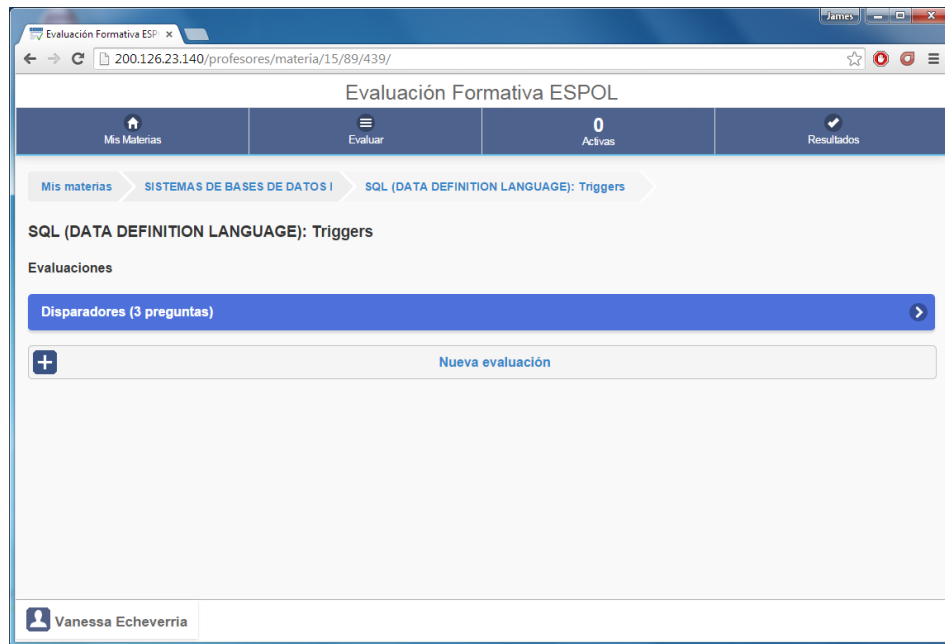 James
Evaluación Formativa ESP
200.126.23.140/profesores/materia/15/89/439/
Evaluación Formativa ESPOL
Mis Materias
Evaluar
0
Activas
Resultados
Mis materias
SISTEMAS DE BASES DE DATOS I
SQL (DATA DEFINITION LANGUAGE): Triggers
SQL (DATA DEFINITION LANGUAGE): Triggers
Evaluaciones
Disparadores (3 preguntas)
Nueva evaluación
Vanessa Echeverria